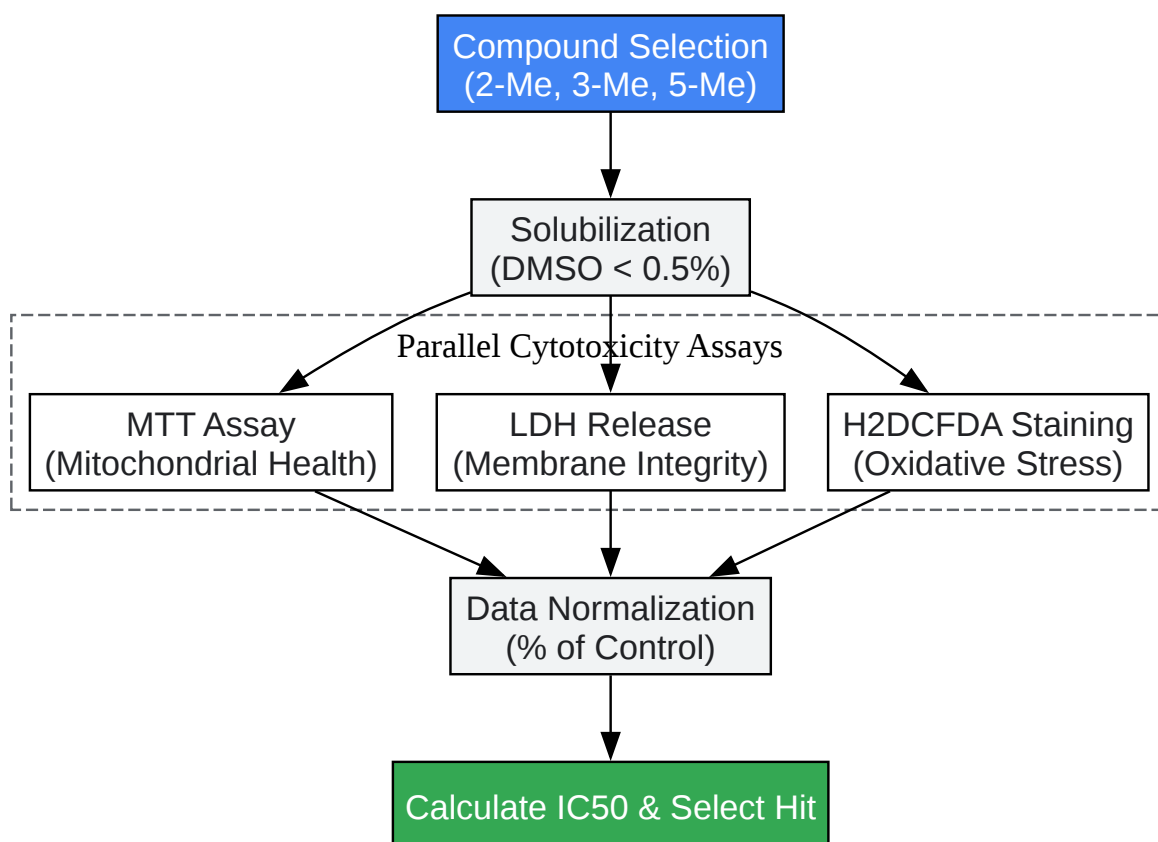 Compound Selection
(2-Me, 3-Me, 5-Me)
Solubilization
(DMSO < 0.5%)
Parallel Cytotoxicity Assays
MTT Assay
(Mitochondrial Health)
LDH Release
(Membrane Integrity)
H2DCFDA Staining
(Oxidative Stress)
Data Normalization
(% of Control)
Calculate IC50 & Select Hit